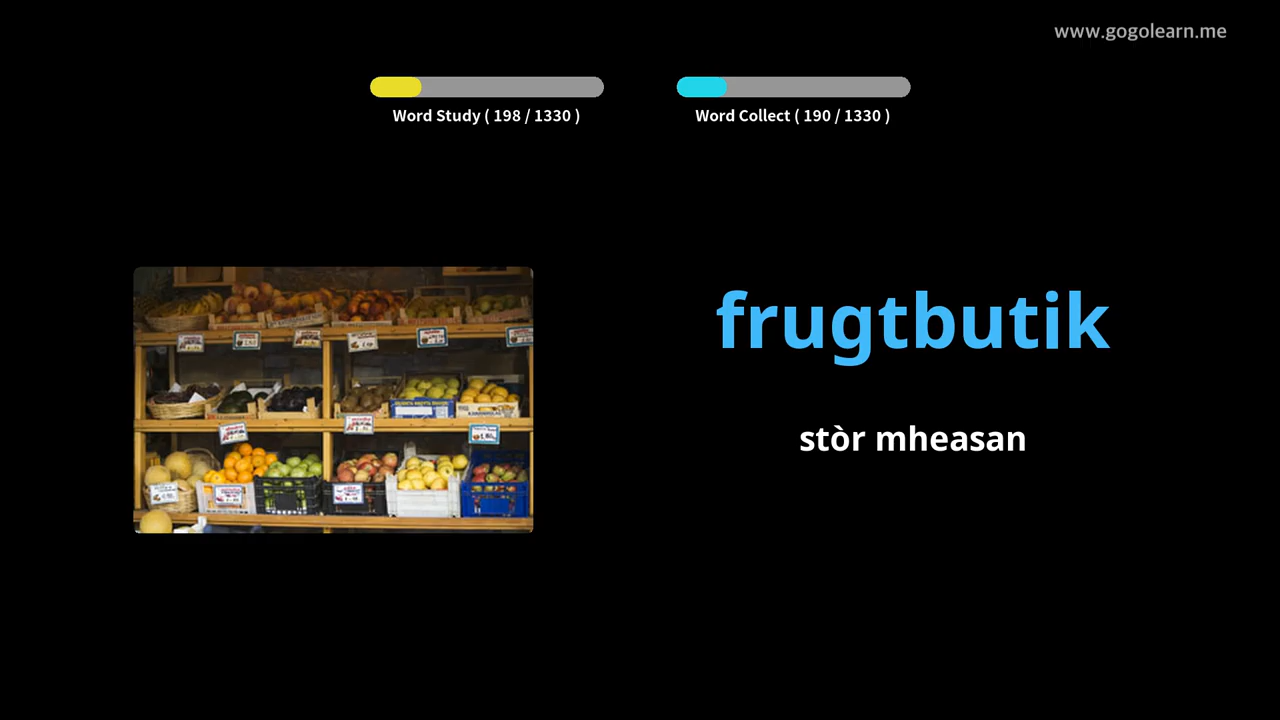 www.gogolearn.me
Word Study ( 198 / 1330 )
Word Collect ( 190 / 1330 )
frugtbutik
stòr mheasan